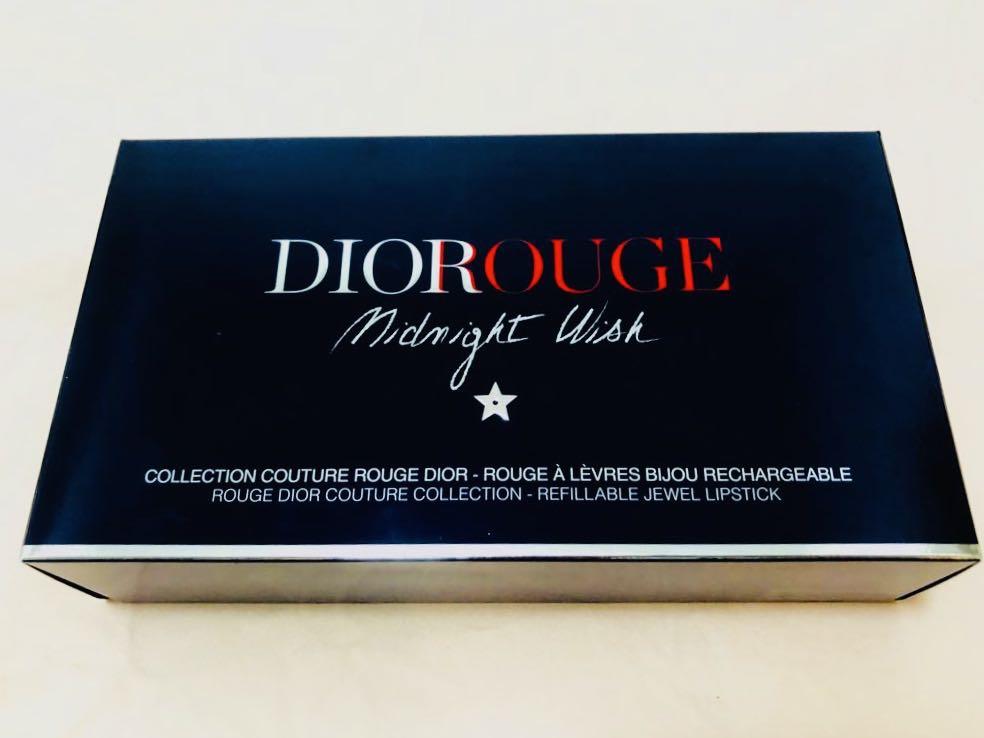 DIOROUGE
Midnight Wish
COLLECTION COUTURE ROUGE DIOR - ROUGE À LÈVRES BIJOU RECHARGEABLE
ROUGE DIOR COUTURE COLLECTION - REFILLABLE JEWEL LIPSTICK